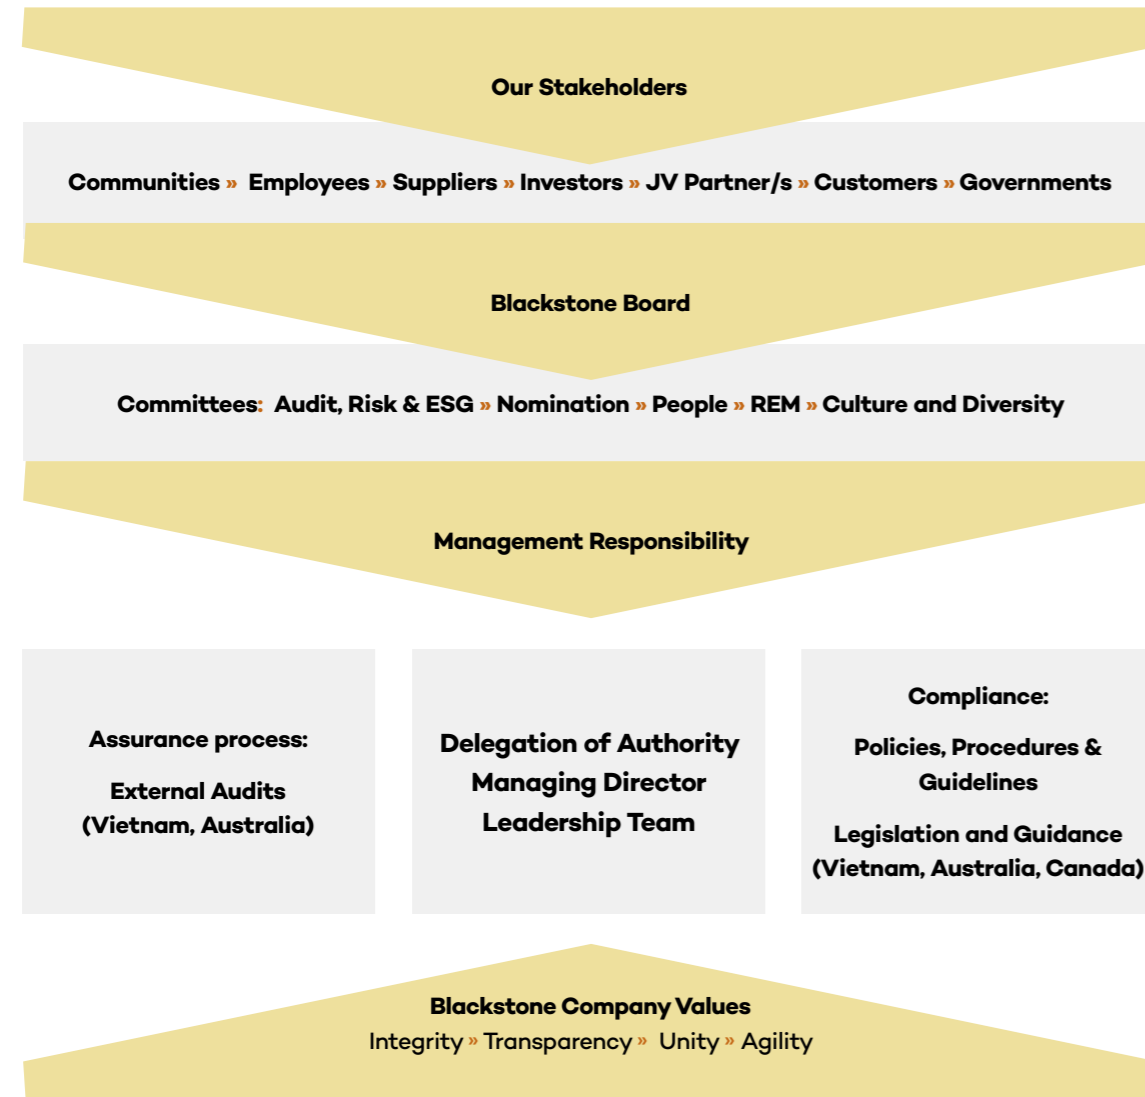 Our Stakeholders
Communities » Employees » Suppliers » Investors » JV Partner/s » Customers » Governments
Blackstone Board
Committees: Audit, Risk & ESG » Nomination » People » REM » Culture and Diversity
Management Responsibility
Assurance process:
External Audits
(Vietnam, Australia)
Delegation of Authority
Managing Director
Leadership Team
Compliance:
Policies, Procedures &
Guidelines
Legislation and Guidance
(Vietnam, Australia, Canada)
Blackstone Company Values
Integrity » Transparency » Unity » Agility